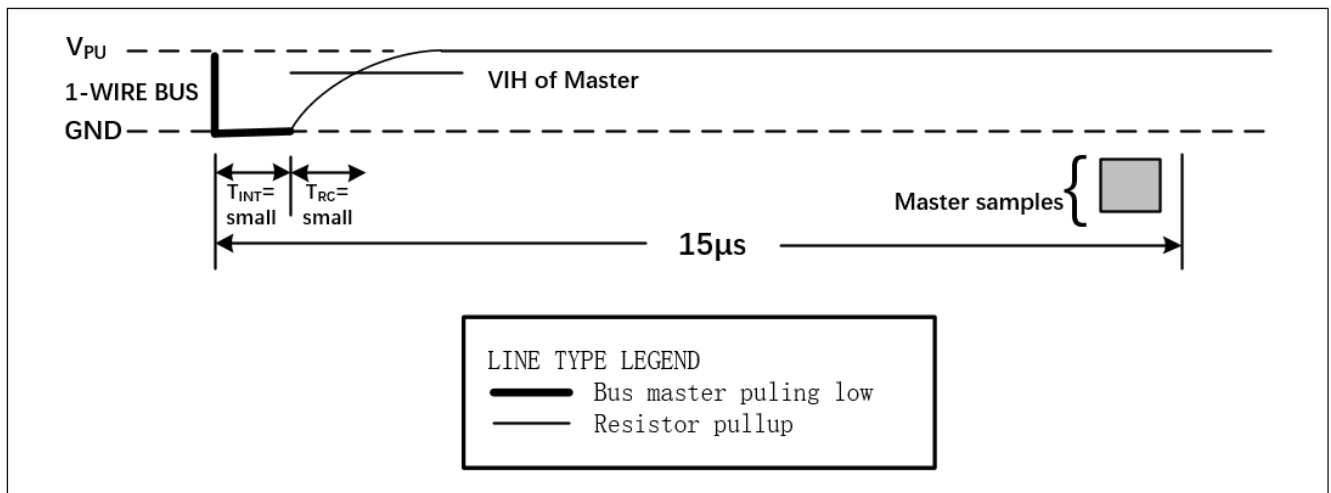 VPU
1-WIRE BUS
VIH of Master
GND
TINT=
small
TRC=
small
Master samples
15μs
LINE TYPE LEGEND
Bus master puling low
Resistor pullup